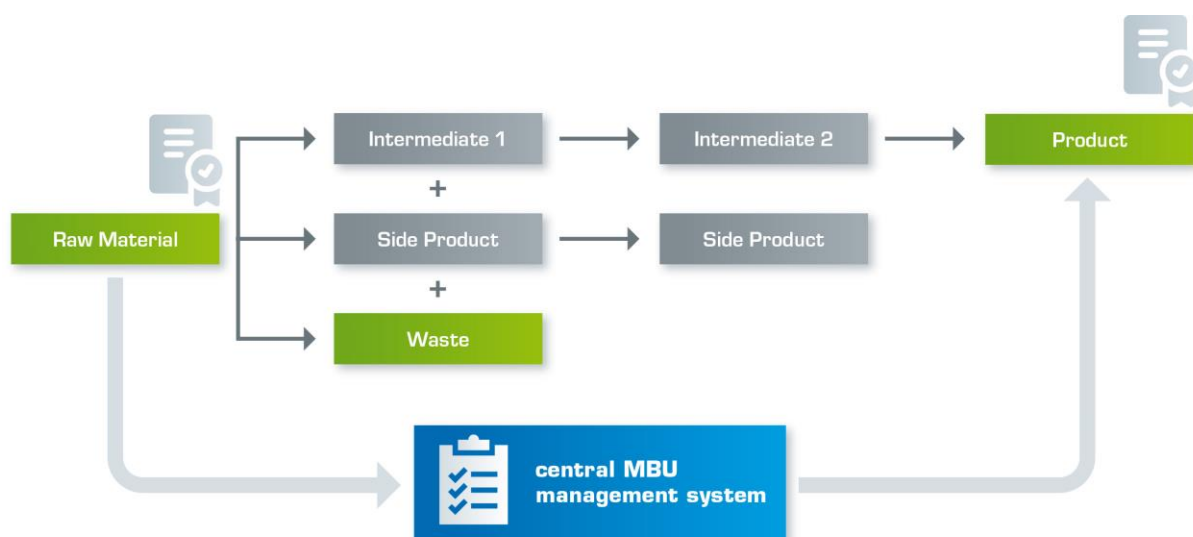 Intermediate 1
Intermediate 2
Product
+
Raw Material
Side Product
Side Product
+
Waste
central MBU
management system